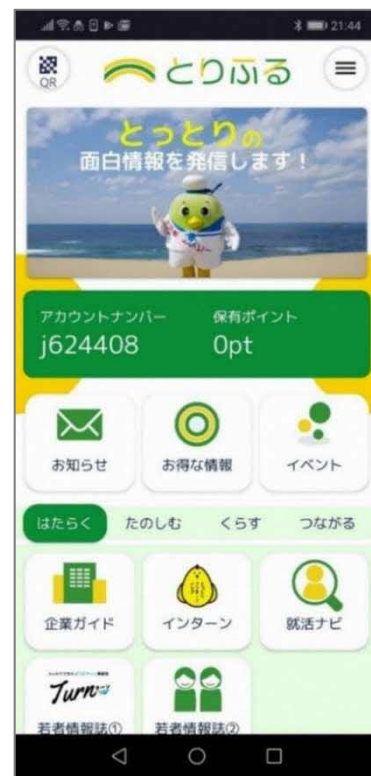 21:44
QR
とりふる
とっとりの
面白情報を発信します！
アカウントナンバー 保有ポイント
j624408 0pt
お知らせ お得な情報 イベント
はたらく たのしむ くらす つながる
企業ガイド インターン 就活ナビ
Turn
若者情報誌① 若者情報誌②